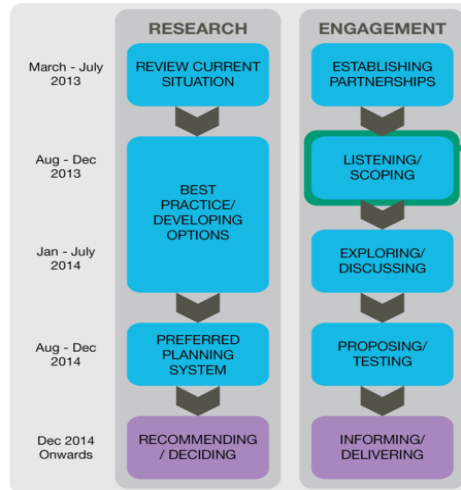 RESEARCH
ENGAGEMENT
March - July
2013
REVIEW CURRENT
SITUATION
ESTABLISHING
PARTNERSHIPS
Aug - Dec
2013
BEST
PRACTICE/
DEVELOPING
OPTIONS
LISTENING/
SCOPING
Jan - July
2014
EXPLORING/
DISCUSSING
Aug - Dec
2014
PREFERRED
PLANNING
SYSTEM
PROPOSING/
TESTING
Dec 2014
Onwards
RECOMMENDING
/ DECIDING
INFORMING/
DELIVERING